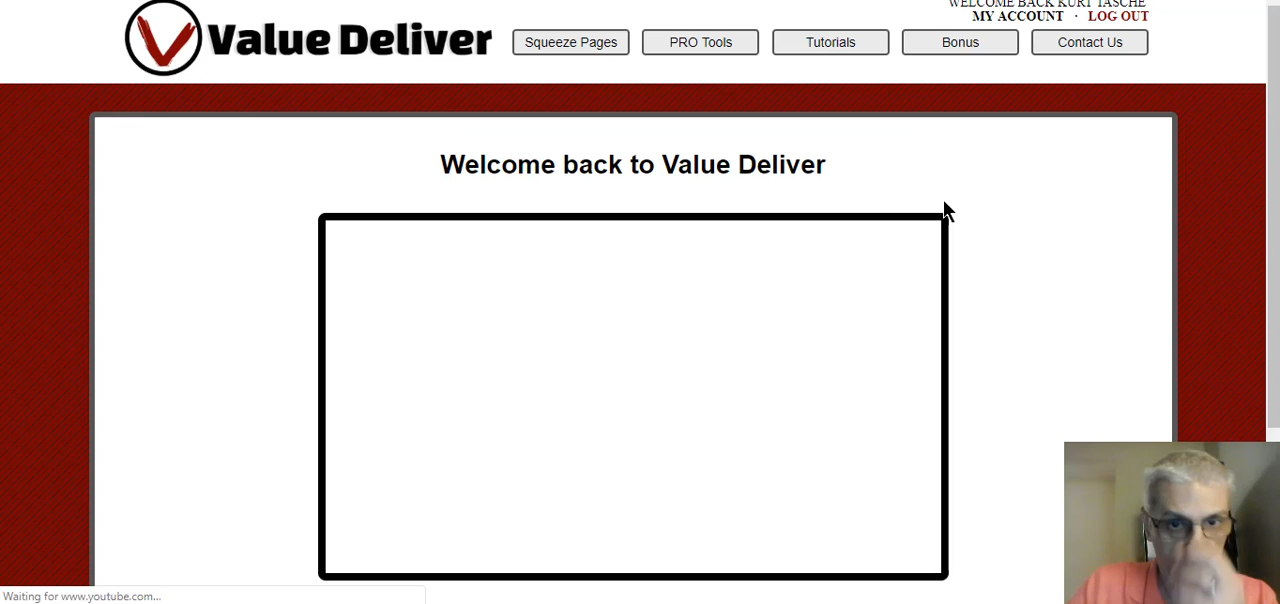 WELCOME BACK KURT TASCHE
MY ACCOUNT · LOG OUT
V Value Deliver
Squeeze Pages
PRO Tools
Tutorials
Bonus
Contact Us
Welcome back to Value Deliver
Waiting for www.youtube.com...